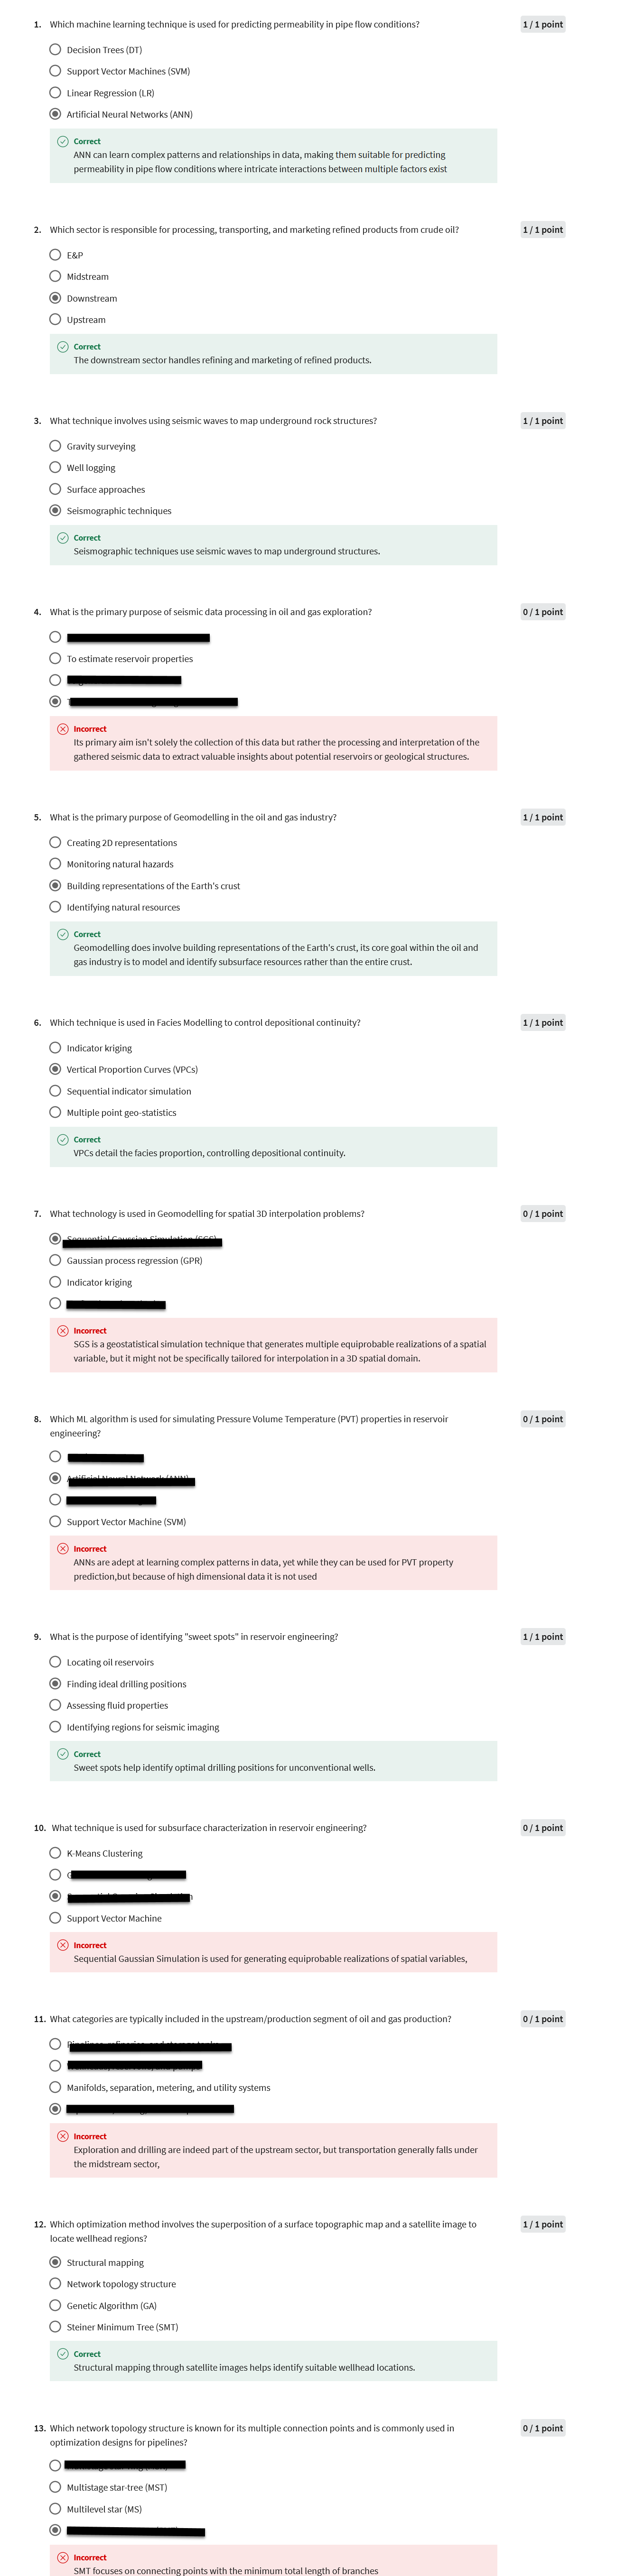 1. Which machine learning technique is used for predicting permeability in pipe flow conditions?
1 / 1 point
Decision Trees (DT)
Support Vector Machines (SVM)
Linear Regression (LR)
Artificial Neural Networks (ANN)
Correct
ANN can learn complex patterns and relationships in data, making them suitable for predicting
permeability in pipe flow conditions where intricate interactions between multiple factors exist
2. Which sector is responsible for processing, transporting, and marketing refined products from crude oil?
1 / 1 point
E&P
Midstream
Downstream
Upstream
Correct
The downstream sector handles refining and marketing of refined products.
3. What technique involves using seismic waves to map underground rock structures?
1 / 1 point
Gravity surveying
Well logging
Surface approaches
Seismographic techniques
Correct
Seismographic techniques use seismic waves to map underground structures.
4. What is the primary purpose of seismic data processing in oil and gas exploration?
0 / 1 point
To estimate reservoir properties
Incorrect
Its primary aim isn't solely the collection of this data but rather the processing and interpretation of the
gathered seismic data to extract valuable insights about potential reservoirs or geological structures.
5. What is the primary purpose of Geomodelling in the oil and gas industry?
1 / 1 point
Creating 2D representations
Monitoring natural hazards
Building representations of the Earth's crust
Identifying natural resources
Correct
Geomodelling does involve building representations of the Earth's crust, its core goal within the oil and
gas industry is to model and identify subsurface resources rather than the entire crust.
6. Which technique is used in Facies Modelling to control depositional continuity?
1 / 1 point
Indicator kriging
Vertical Proportion Curves (VPCs)
Sequential indicator simulation
Multiple point geo-statistics
Correct
VPCs detail the facies proportion, controlling depositional continuity.
7. What technology is used in Geomodelling for spatial 3D interpolation problems?
0 / 1 point
Sequential Gaussian Simulation (SGS)
Gaussian process regression (GPR)
Indicator kriging
Incorrect
SGS is a geostatistical simulation technique that generates multiple equiprobable realizations of a spatial
variable, but it might not be specifically tailored for interpolation in a 3D spatial domain.
8. Which ML algorithm is used for simulating Pressure Volume Temperature (PVT) properties in reservoir
engineering?
0 / 1 point
Artificial Neural Network (ANN)
Support Vector Machine (SVM)
Incorrect
ANNs are adept at learning complex patterns in data, yet while they can be used for PVT property
prediction,but because of high dimensional data it is not used
9. What is the purpose of identifying "sweet spots" in reservoir engineering?
1 / 1 point
Locating oil reservoirs
Finding ideal drilling positions
Assessing fluid properties
Identifying regions for seismic imaging
Correct
Sweet spots help identify optimal drilling positions for unconventional wells.
10. What technique is used for subsurface characterization in reservoir engineering?
0 / 1 point
K-Means Clustering
Support Vector Machine
Incorrect
Sequential Gaussian Simulation is used for generating equiprobable realizations of spatial variables,
11. What categories are typically included in the upstream/production segment of oil and gas production?
0 / 1 point
Manifolds, separation, metering, and utility systems
Incorrect
Exploration and drilling are indeed part of the upstream sector, but transportation generally falls under
the midstream sector,
12. Which optimization method involves the superposition of a surface topographic map and a satellite image to
locate wellhead regions?
1 / 1 point
Structural mapping
Network topology structure
Genetic Algorithm (GA)
Steiner Minimum Tree (SMT)
Correct
Structural mapping through satellite images helps identify suitable wellhead locations.
13. Which network topology structure is known for its multiple connection points and is commonly used in
optimization designs for pipelines?
0 / 1 point
Multistage star-tree (MST)
Multilevel star (MS)
Incorrect
SMT focuses on connecting points with the minimum total length of branches